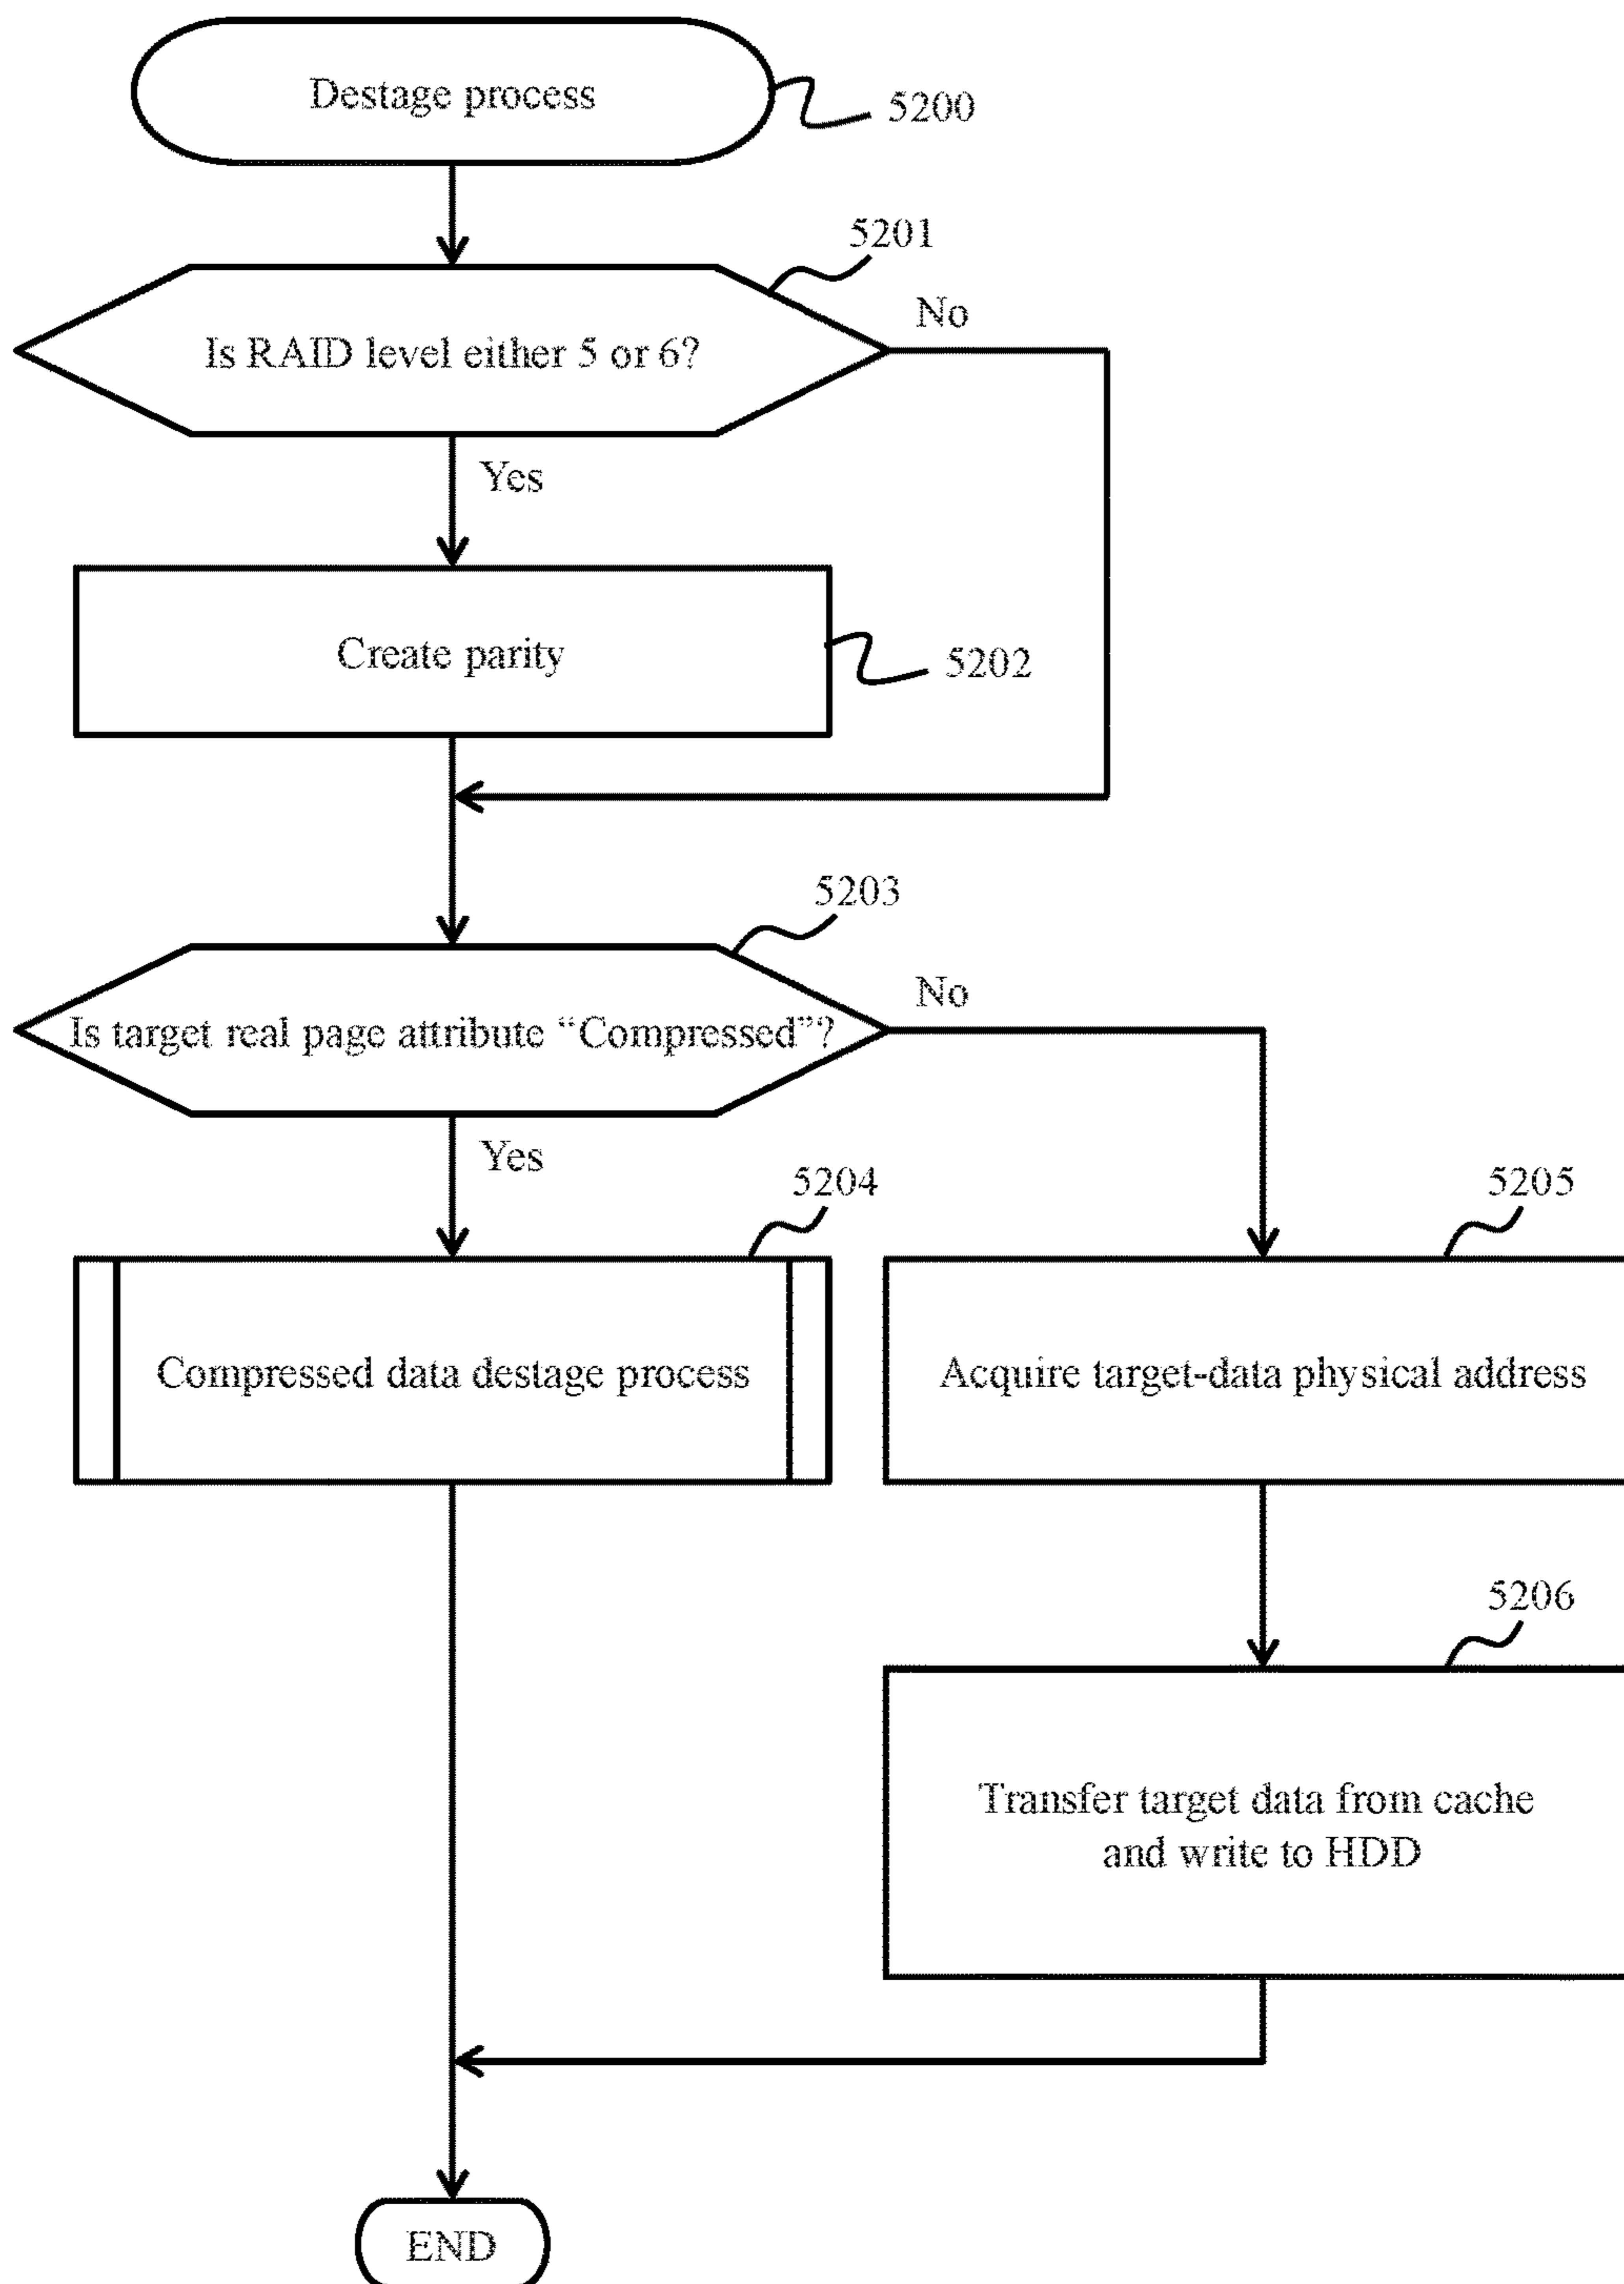 Destage process
5200
5201
Is RAID level either 5 or 6?
No
Yes
Create parity
5202
5203
Is target real page attribute “Compressed”?
No
Yes
5204
5205
Compressed data destage process
Acquire target-data physical address
5206
Transfer target data from cache
and write to HDD
END